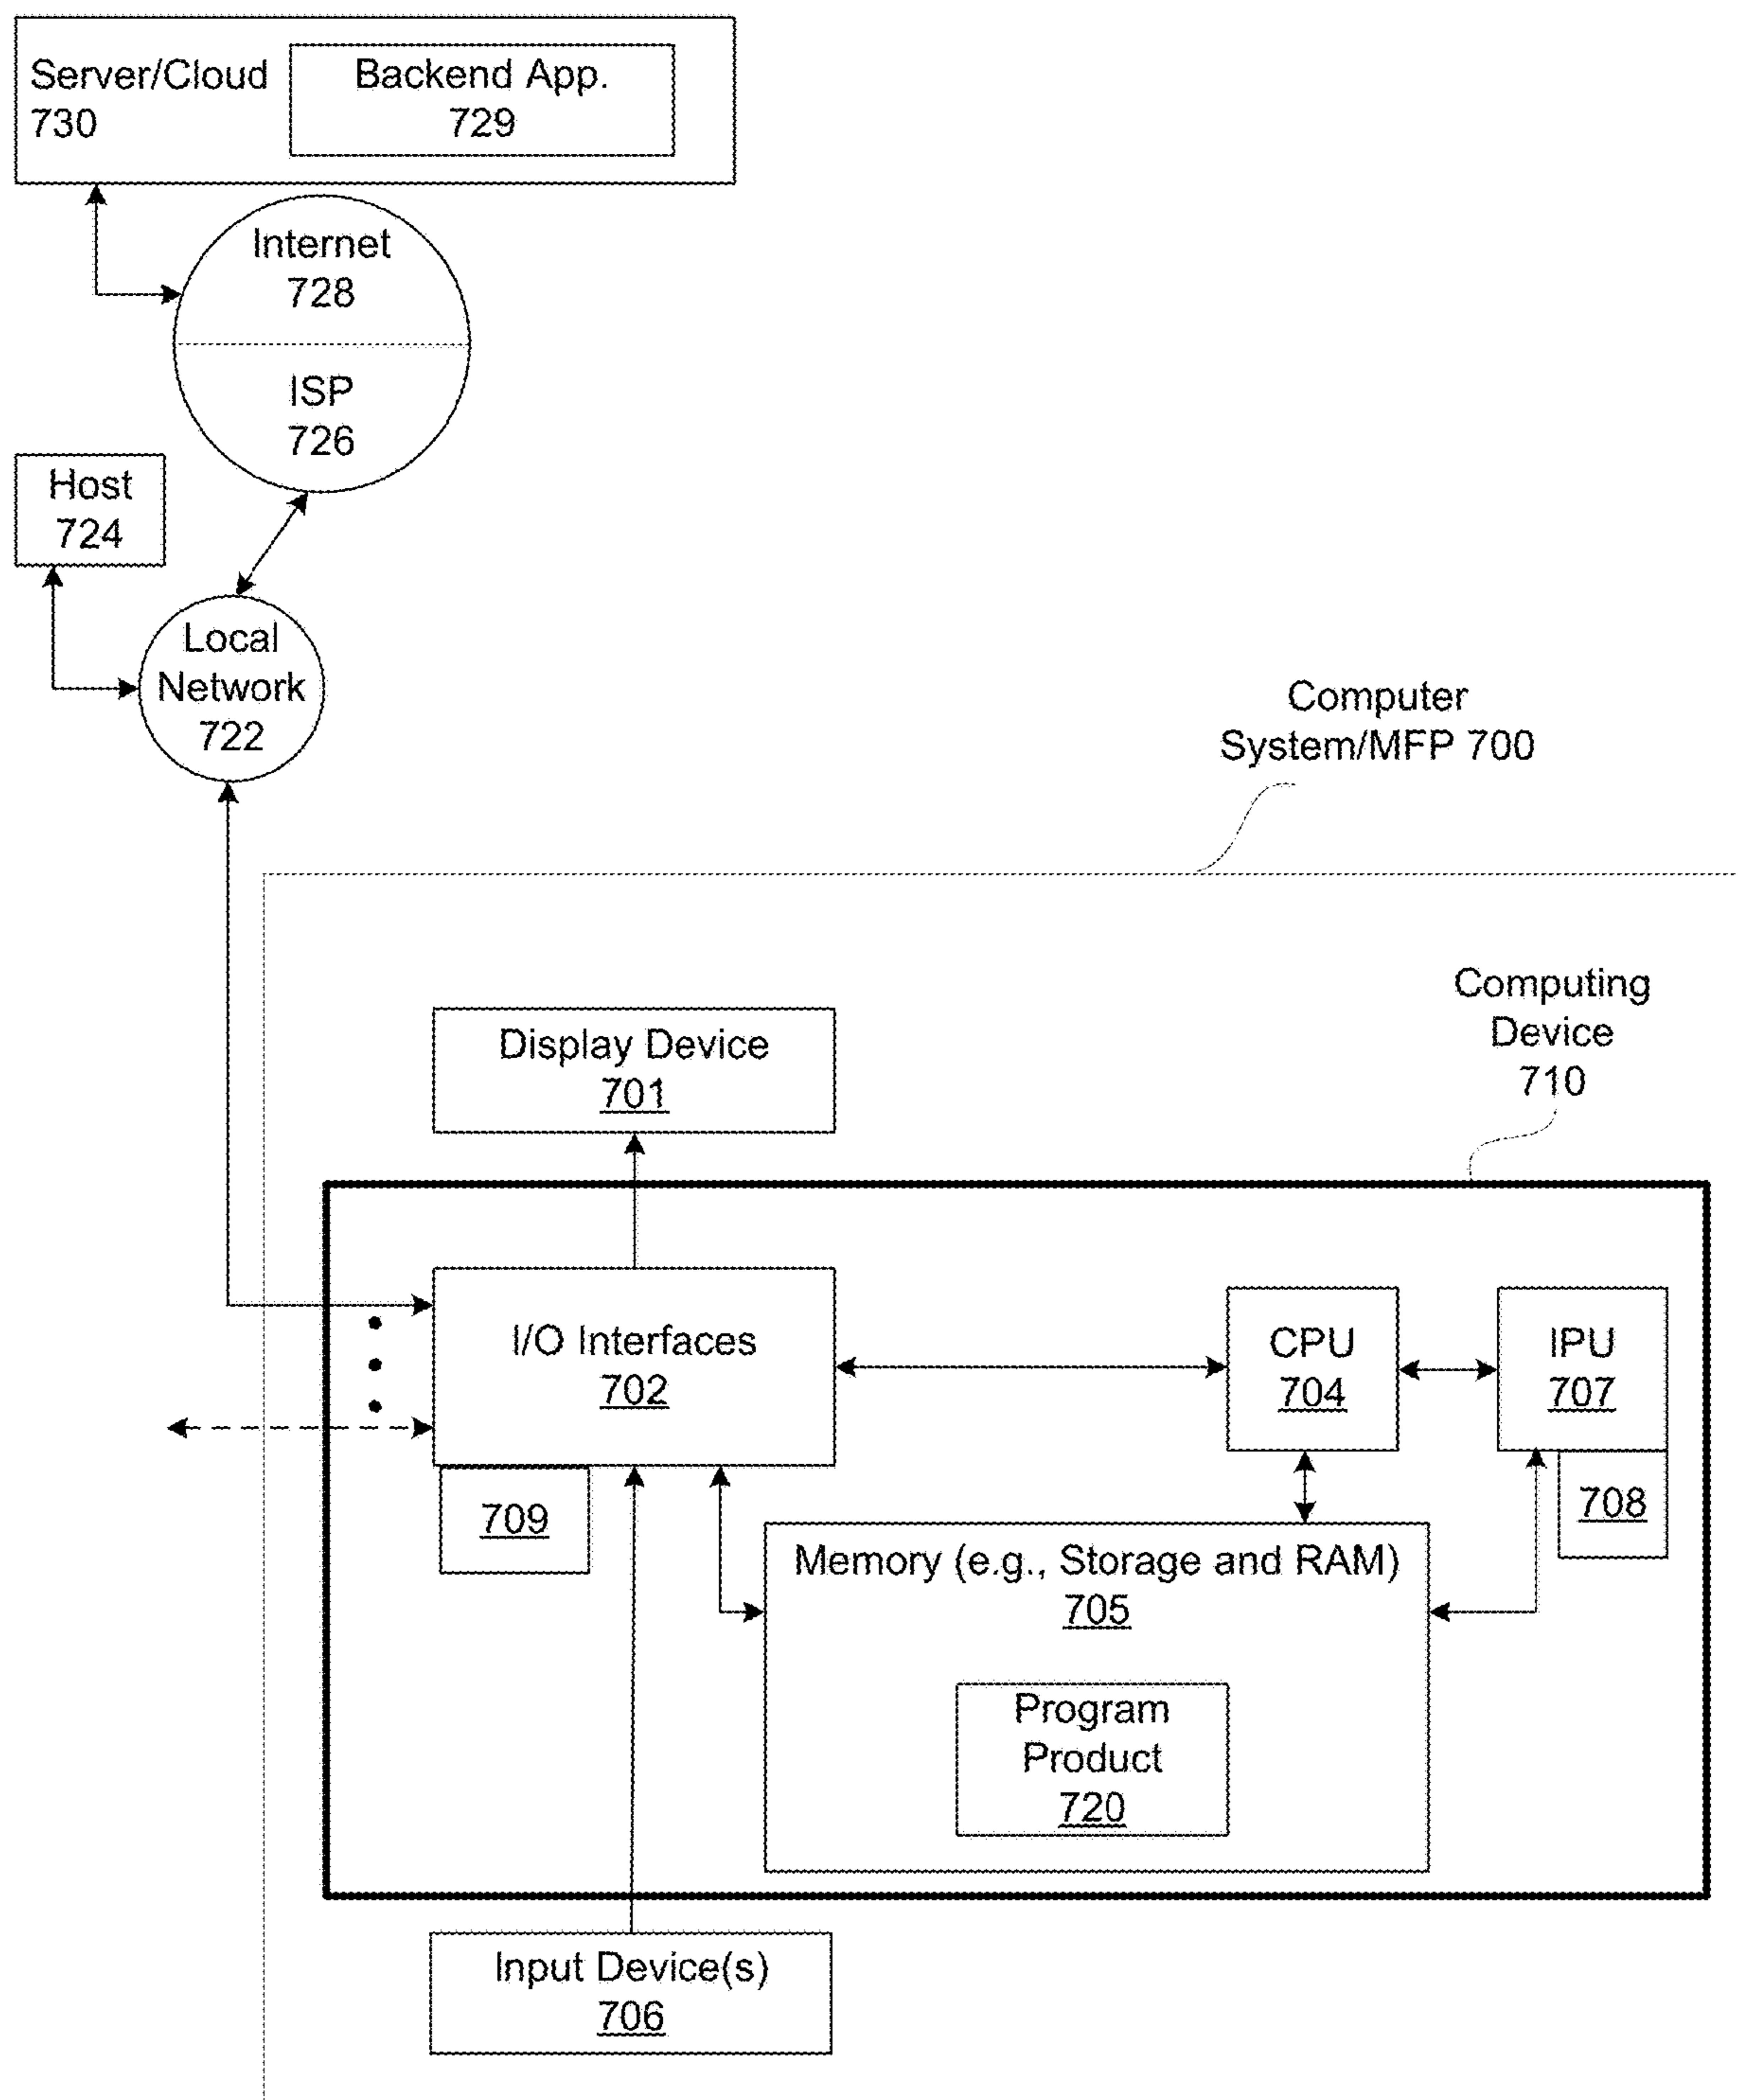 Server/Cloud
730
Backend App.
729
Internet
728
ISP
726
Host
724
Local
Network
722
Computer
System/MFP 700
Computing
Device
710
Display Device
701
I/O Interfaces
702
CPU
704
IPU
707
709
708
Memory (e.g., Storage and RAM)
705
Program
Product
720
Input Device(s)
706